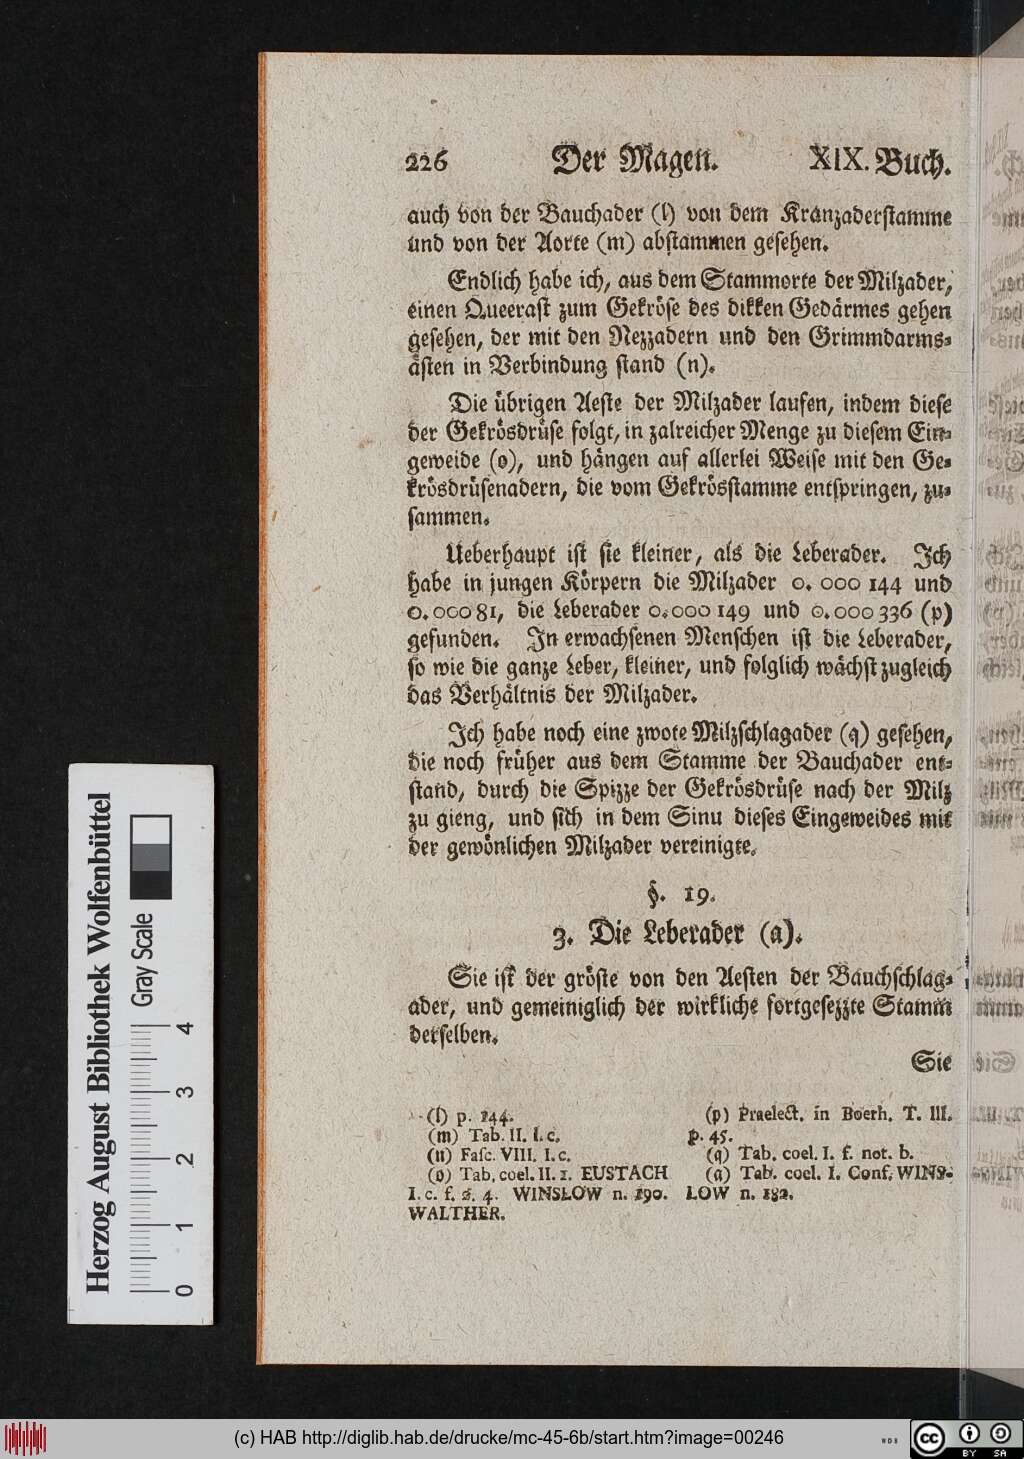 226 Der Magen. XIX. Buch.
auch von der Bauchader (l) von dem Kranzaderstamme
und von der Aorte (m) abstammen gesehen.
Endlich habe ich, aus dem Stammorte der Milzader,
einen Queerast zum Gekröse des dikken Gedärmes gehen
gesehen, der mit den Nezzadern und den Grimmdarms-
ästen in Verbindung stand (n).
Die übrigen Aeste der Milzader laufen, indem diese
der Gekrösdrüse folgt, in zalreicher Menge zu diesem Ein-
geweide (o), und hängen auf allerlei Weise mit den Ge-
krösdrüsenadern, die vom Gekrösstamme entspringen, zu-
sammen.
Ueberhaupt ist sie kleiner, als die Leberader. Ich
habe in jungen Körpern die Milzader 0. 000 144 und
0. 000 81, die Leberader 0. 000 149 und 0. 000 336 (p)
gefunden. In erwachsenen Menschen ist die Leberader,
so wie die ganze Leber, kleiner, und folglich wächst zugleich
das Verhältnis der Milzader.
Ich habe noch eine zwote Milzschlagader (q) gesehen,
die noch früher aus dem Stamme der Bauchader ent-
stand, durch die Spizze der Gekrösdrüse nach der Milz
zu gieng, und sich in dem Sinu dieses Eingeweides mit
der gewönlichen Milzader vereinigte.
§. 19.
3. Die Leberader (a).
Sie ist der gröste von den Aesten der Bauchschlag-
ader, und gemeiniglich der wirkliche fortgesezzte Stamm
derselben.
Sie
(l) p. 144.
(m) Tab. II. l. c.
(n) Fasc. VIII. l. c.
(o) Tab. coel. II. 1. EUSTACH
l. c. f. 2. 4. WINSLOW n. 190.
WALTHER.
(p) Praelect. in Boerh. T. III.
p. 45.
(q) Tab. coel. I. f. not. b.
(a) Tab. coel. I. Conf. WINS-
LOW n. 182.
Herzog August Bibliothek Wolfenbüttel
Gray Scale
0 1 2 3 4
(c) HAB http://diglib.hab.de/drucke/mc-45-6b/start.htm?image=00246
WDB
cc BY SA